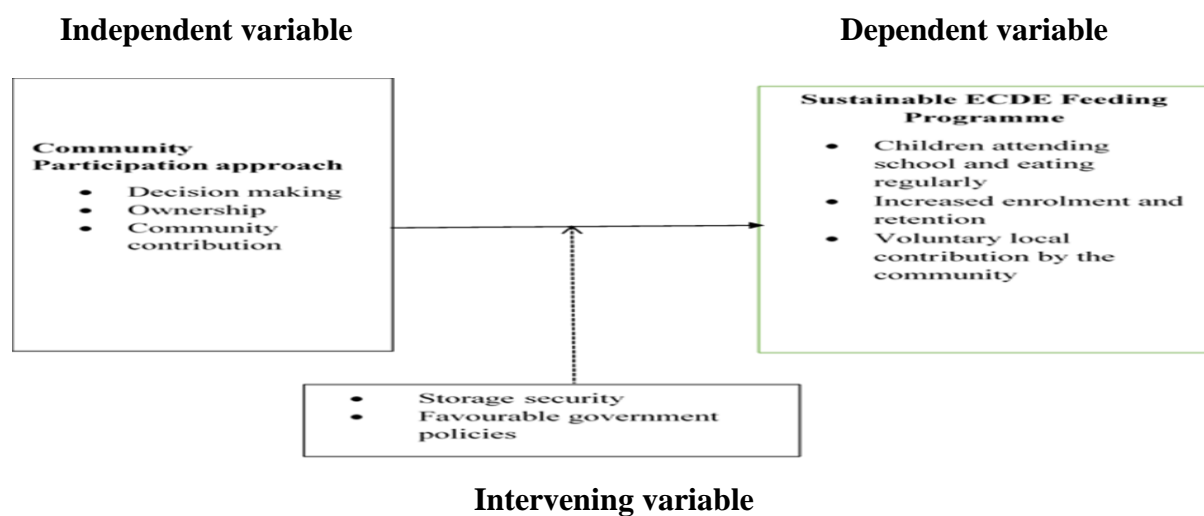 Independent variable
Dependent variable
Community
Participation approach
• Decision making
• Ownership
• Community
contribution
Sustainable ECDE Feeding
Programme
• Children attending
school and eating
regularly
• Increased enrolment and
retention
• Voluntary local
contribution by the
community
• Storage security
• Favourable government
policies
Intervening variable